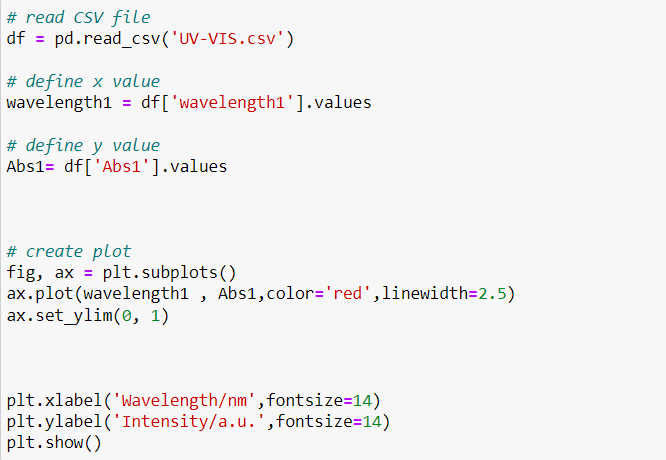 # read CSV file
df = pd.read_csv('UV-VIS.csv')
# define x value
wavelength1 = df['wavelength1'].values
# define y value
Abs1= df['Abs1'].values
# create plot
fig, ax = plt.subplots()
ax.plot(wavelength1 , Abs1,color='red',linewidth=2.5)
ax.set_ylim(0, 1)
plt.xlabel('Wavelength/nm',fontsize=14)
plt.ylabel('Intensity/a.u.',fontsize=14)
plt.show()